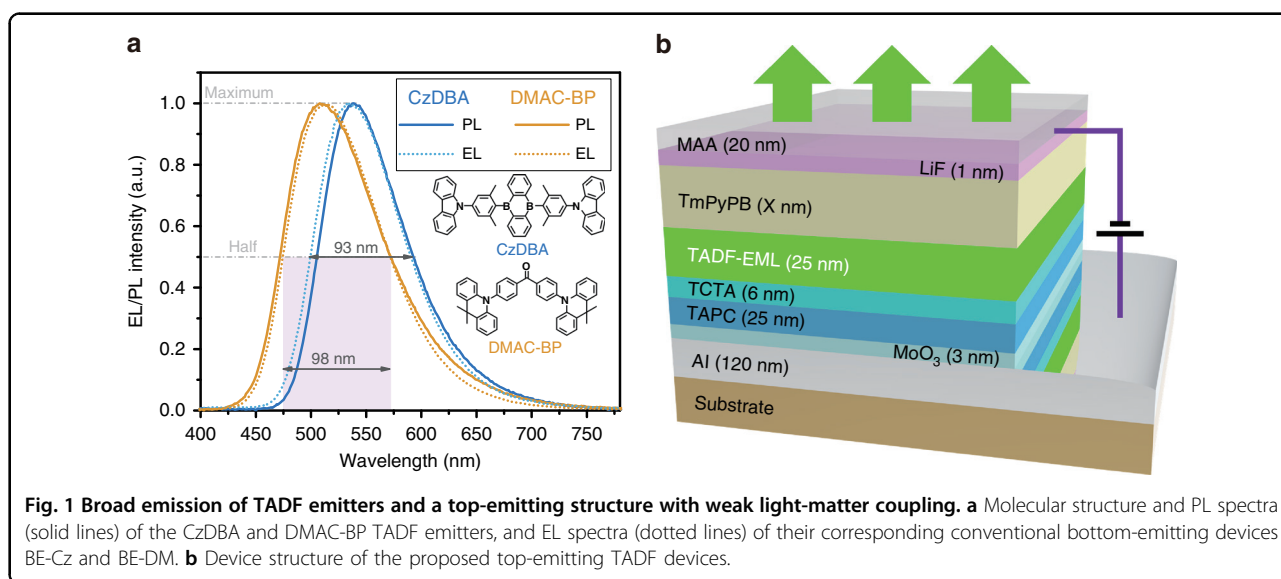 a
b
Maximum
Half
CzDBA DMAC-BP
PL PL
EL EL
N B B N
CzDBA
O
N N
DMAC-BP
93 nm
98 nm
EL/PL intensity (a.u.)
1.0
0.8
0.6
0.4
0.2
0.0
400 450 500 550 600 650 700 750
Wavelength (nm)
MAA (20 nm)
LiF (1 nm)
TmPyPB (X nm)
TADF-EML (25 nm)
TCTA (6 nm)
TAPC (25 nm)
MoO₃ (3 nm)
Al (120 nm)
Substrate
Fig. 1 Broad emission of TADF emitters and a top-emitting structure with weak light-matter coupling. a Molecular structure and PL spectra
(solid lines) of the CzDBA and DMAC-BP TADF emitters, and EL spectra (dotted lines) of their corresponding conventional bottom-emitting devices
BE-Cz and BE-DM. b Device structure of the proposed top-emitting TADF devices.